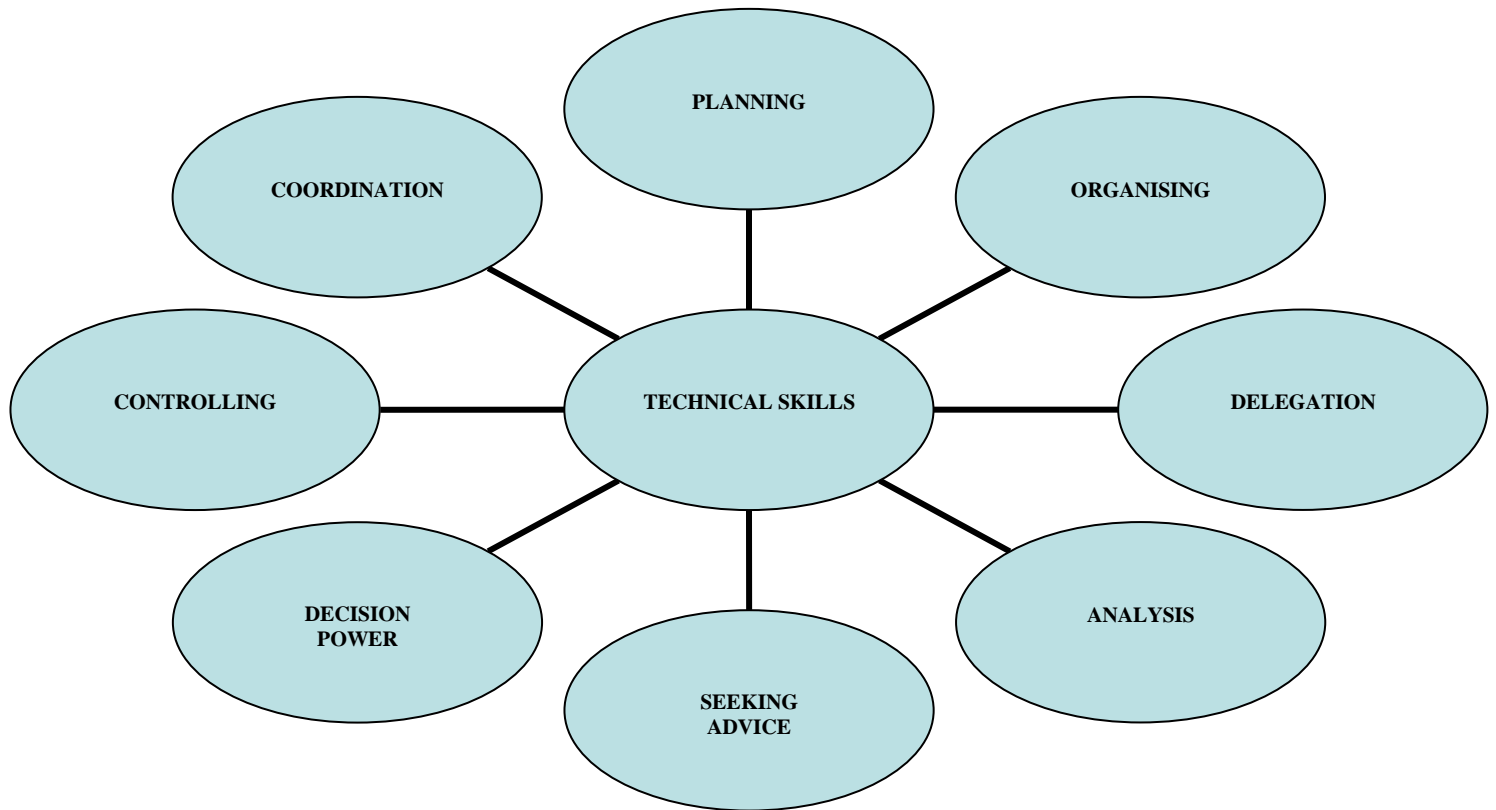 PLANNING
COORDINATION
ORGANISING
CONTROLLING
TECHNICAL SKILLS
DELEGATION
DECISION
POWER
ANALYSIS
SEEKING
ADVICE